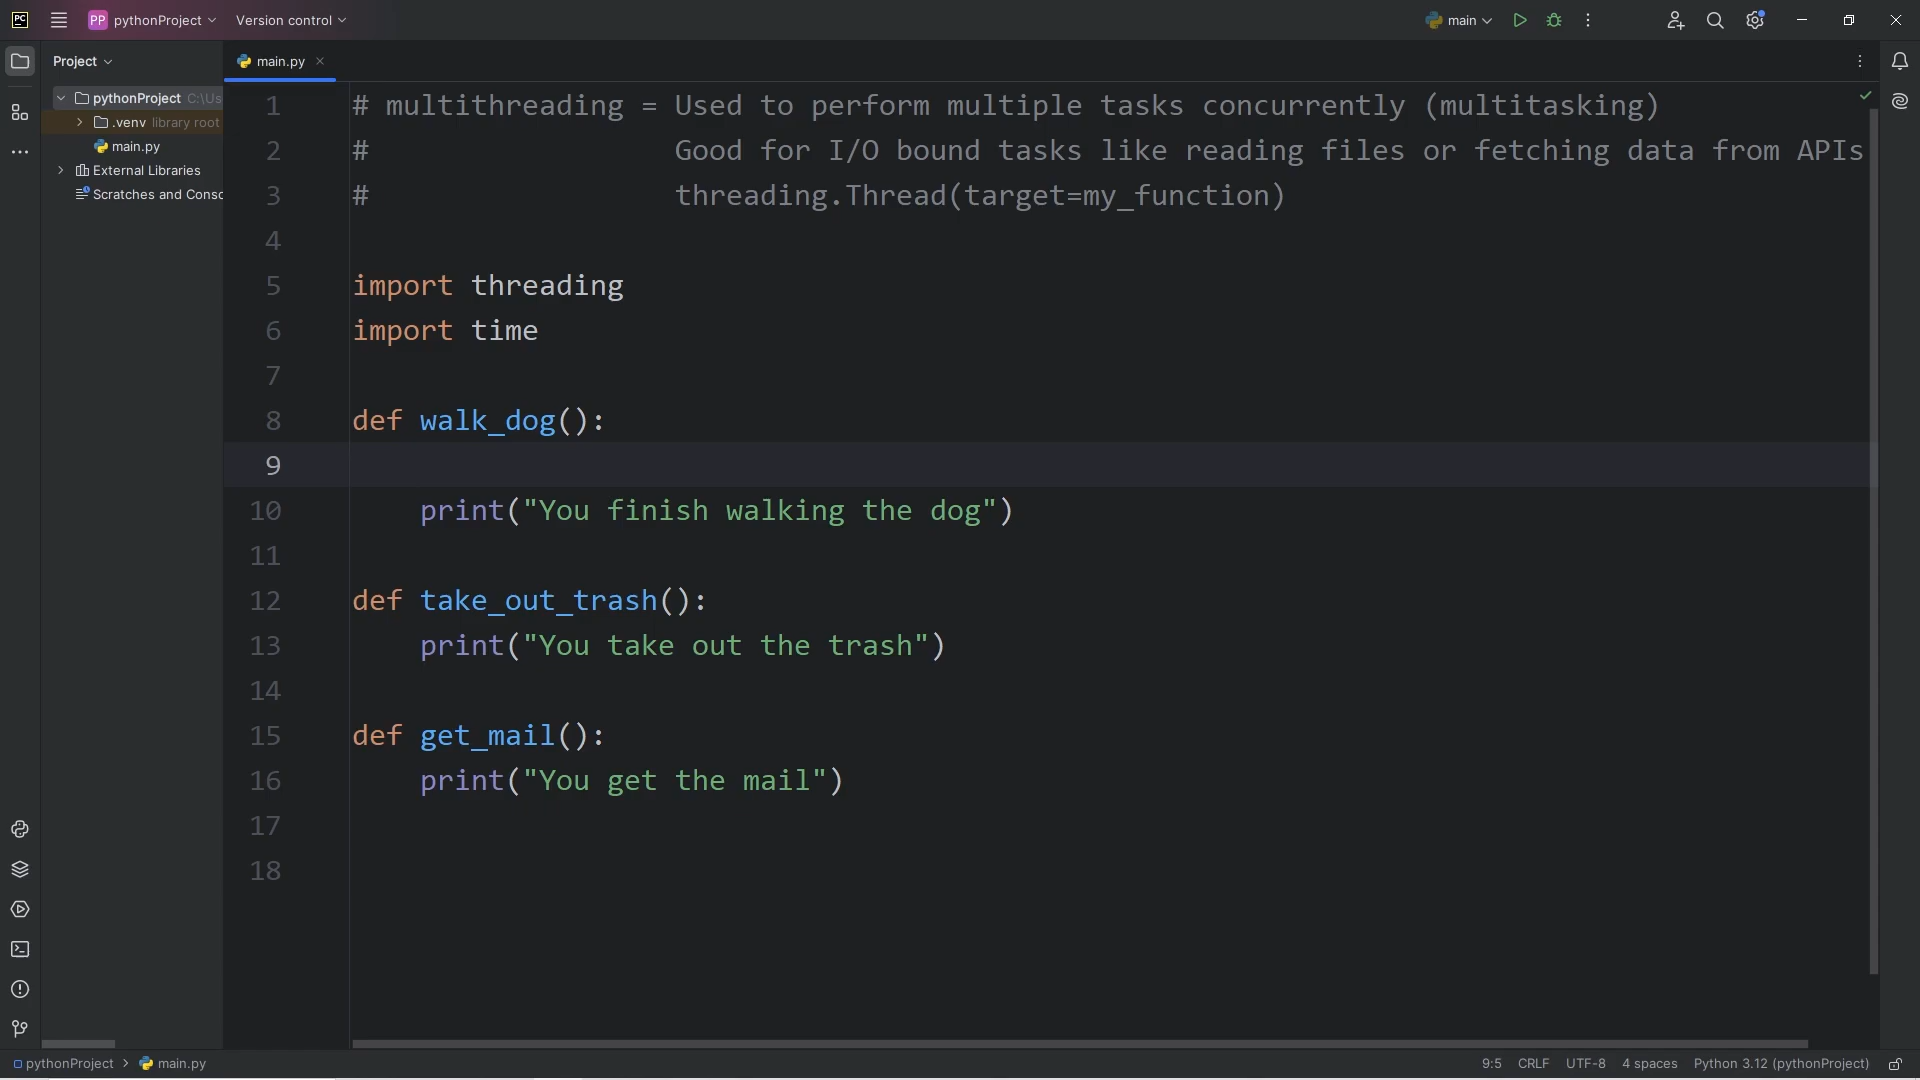 PC PP pythonProject Version control main
Project main.py
pythonProject C:\Us
.venv library root
main.py
External Libraries
Scratches and Consc
1 # multithreading = Used to perform multiple tasks concurrently (multitasking)
2 # Good for I/O bound tasks like reading files or fetching data from APIs
3 # threading.Thread(target=my_function)
4
5 import threading
6 import time
7
8 def walk_dog():
9
10 print("You finish walking the dog")
11
12 def take_out_trash():
13 print("You take out the trash")
14
15 def get_mail():
16 print("You get the mail")
17
18
pythonProject > main.py 9:5 CRLF UTF-8 4 spaces Python 3.12 (pythonProject)